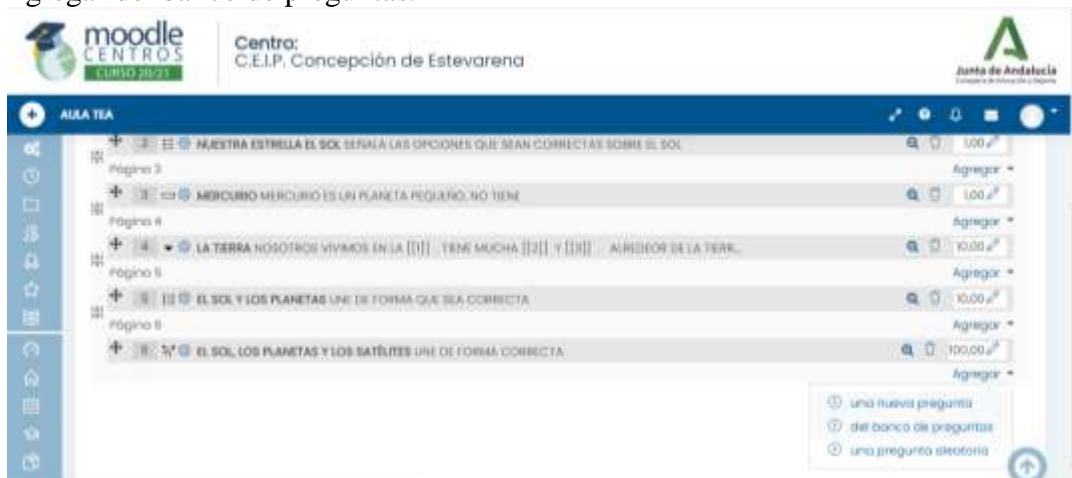 agregar del banco de preguntas.
moodle
CENTROS
CURSO 20/21
Centro:
C.E.I.P. Concepción de Estevarena
Junta de Andalucía
AULA TEA
2 NUESTRA ESTRELLA EL SOL SEÑALA LAS OPCIONES QUE SEAN CORRECTAS SOBRE EL SOL 1,00
Página 3
Agregar
3 MERCURIO MERCURIO ES UN PLANETA PEQUEÑO. NO TIENE 1,00
Página 4
Agregar
4 LA TIERRA NOSOTROS VIVIMOS EN LA [[1]] . TIENE MUCHA [[2]] Y [[3]] . ALREDEDOR DE LA TIERR... 10,00
Página 5
Agregar
5 EL SOL Y LOS PLANETAS UNE DE FORMA QUE SEA CORRECTA 10,00
Página 6
Agregar
6 EL SOL, LOS PLANETAS Y LOS SATÉLITES UNE DE FORMA CORRECTA 100,00
Agregar
una nueva pregunta
del banco de preguntas
una pregunta aleatoria